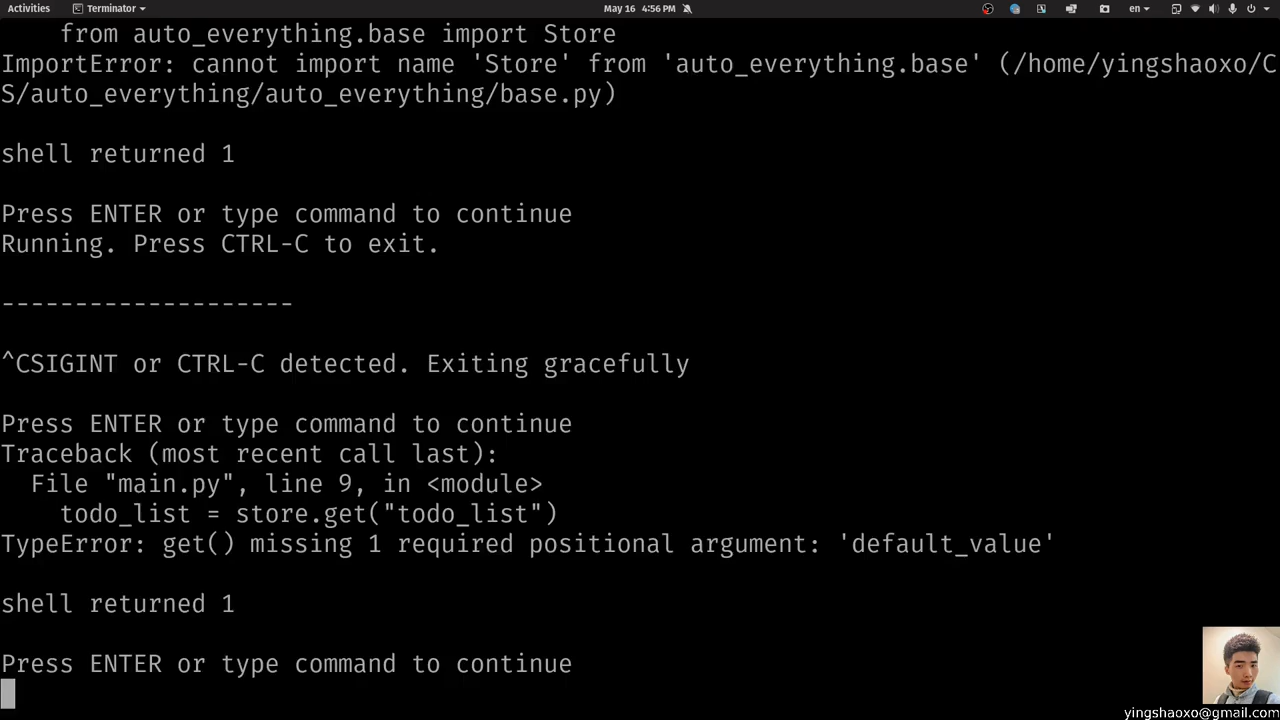 Activities Terminator May 16 4:56 PM en
from auto_everything.base import Store
ImportError: cannot import name 'Store' from 'auto_everything.base' (/home/yingshaoxo/C
S/auto_everything/auto_everything/base.py)
shell returned 1
Press ENTER or type command to continue
Running. Press CTRL-C to exit.
---------------------
^CSIGINT or CTRL-C detected. Exiting gracefully
Press ENTER or type command to continue
Traceback (most recent call last):
File "main.py", line 9, in <module>
todo_list = store.get("todo_list")
TypeError: get() missing 1 required positional argument: 'default_value'
shell returned 1
Press ENTER or type command to continue
yingshaoxo@gmail.com